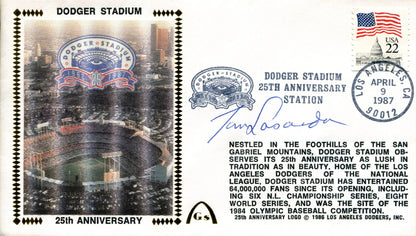 DODGER STADIUM
DODGER STADIUM
25th ANNIVERSARY
25th ANNIVERSARY
Gs
DODGER STADIUM
DODGER STADIUM
25TH ANNIVERSARY
STATION
USA
22
LOS ANGELES, CA
APRIL
9
1987
90012
Tom Lasorda
NESTLED IN THE FOOTHILLS OF THE SAN
GABRIEL MOUNTAINS, DODGER STADIUM OB-
SERVES ITS 25TH ANNIVERSARY AS LUSH IN
TRADITION AS IN BEAUTY, HOME OF THE LOS
ANGELES DODGERS OF THE NATIONAL
LEAGUE, DODGER STADIUM HAS ENTERTAINED
64,000,000 FANS SINCE ITS OPENING, INCLUD-
ING SIX N.L. CHAMPIONSHIP SERIES, EIGHT
WORLD SERIES, AND WAS THE SITE OF THE
1984 OLYMPIC BASEBALL COMPETITION.
25TH ANNIVERSARY LOGO © 1986 LOS ANGELES DODGERS, INC.